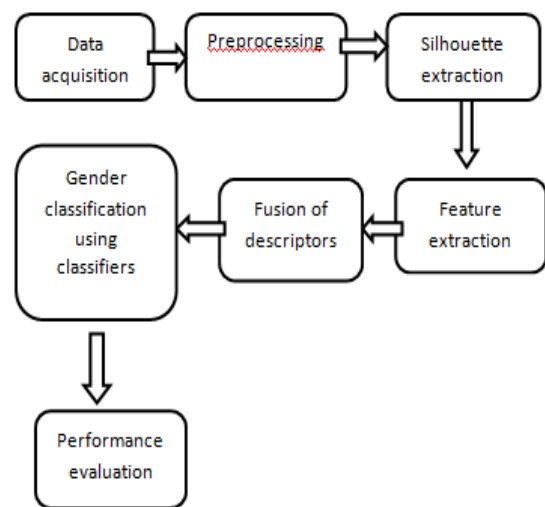 Data
acquisition
Preprocessing
Silhouette
extraction
Feature
extraction
Fusion of
descriptors
Gender
classification
using
classifiers
Performance
evaluation